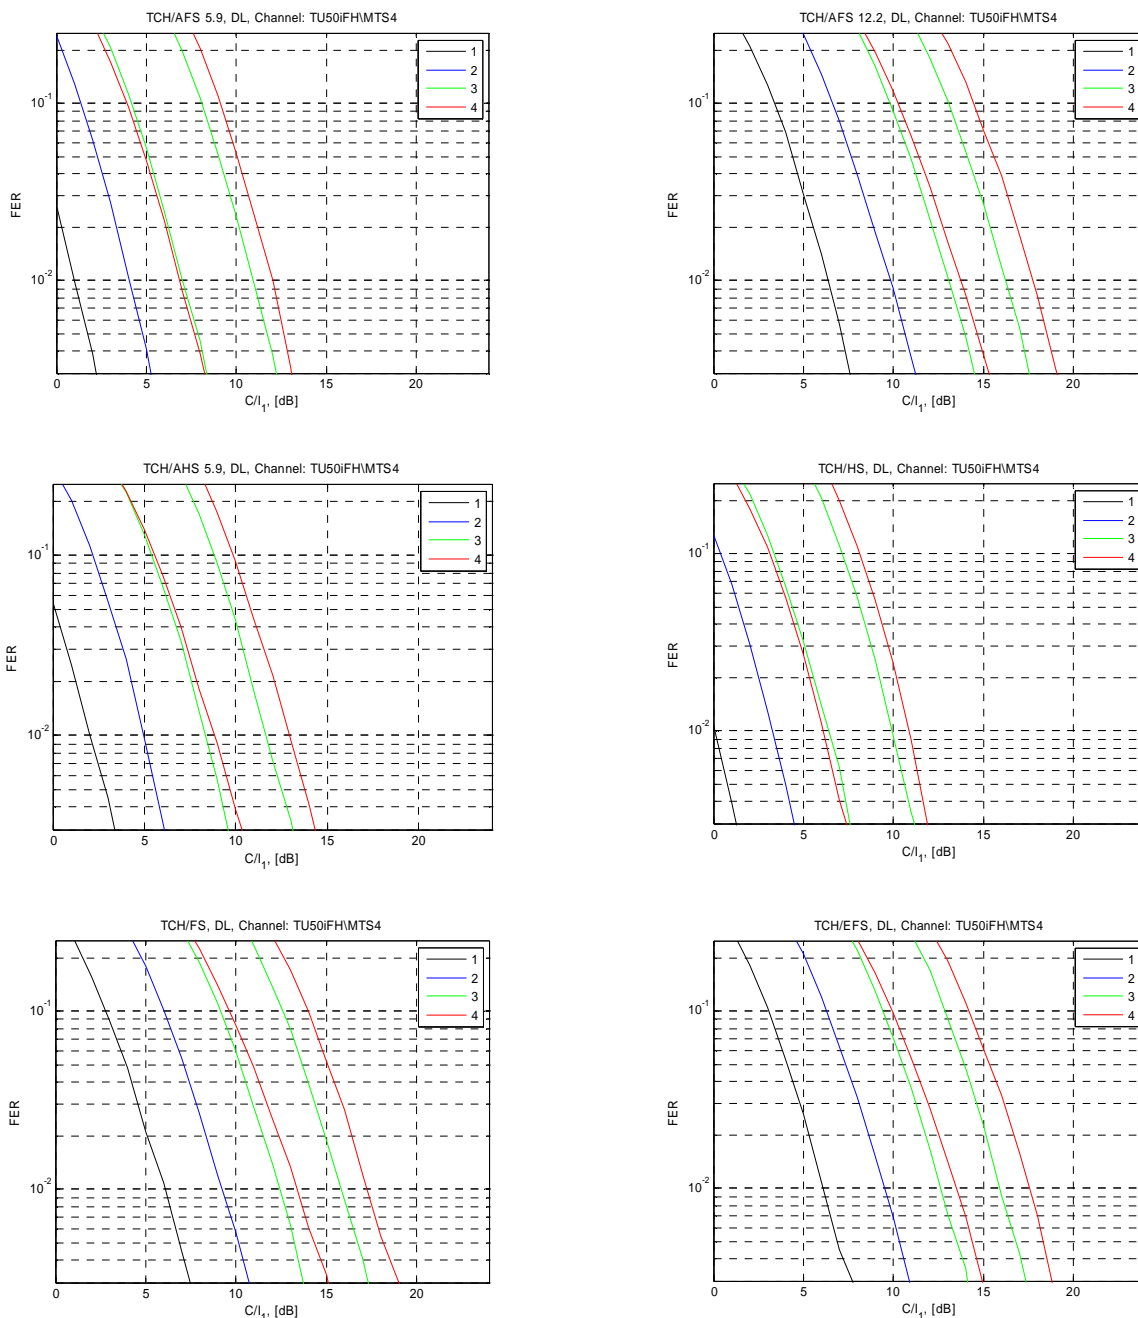 TCH/AFS 5.9, DL, Channel: TU50iFH\MTS4
1
2
3
4
10-1
10-2
FER
0 5 10 15 20
C/I1, [dB]
TCH/AFS 12.2, DL, Channel: TU50iFH\MTS4
1
2
3
4
10-1
10-2
FER
0 5 10 15 20
C/I1, [dB]
TCH/AHS 5.9, DL, Channel: TU50iFH\MTS4
1
2
3
4
10-1
10-2
FER
0 5 10 15 20
C/I1, [dB]
TCH/HS, DL, Channel: TU50iFH\MTS4
1
2
3
4
10-1
10-2
FER
0 5 10 15 20
C/I1, [dB]
TCH/FS, DL, Channel: TU50iFH\MTS4
1
2
3
4
10-1
10-2
FER
0 5 10 15 20
C/I1, [dB]
TCH/EFS, DL, Channel: TU50iFH\MTS4
1
2
3
4
10-1
10-2
FER
0 5 10 15 20
C/I1, [dB]